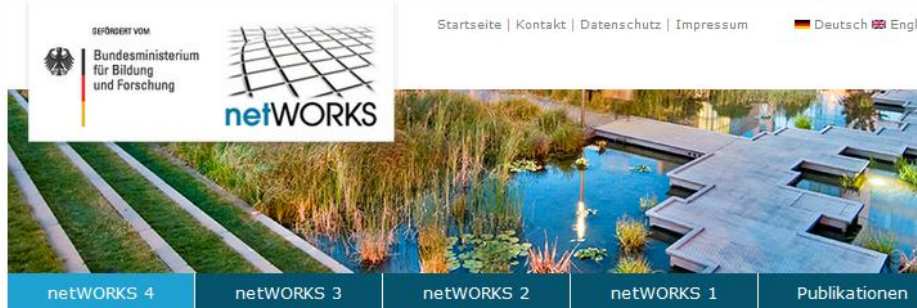 Startseite | Kontakt | Datenschutz | Impressum Deutsch Engl
GEFÖRDERT VOM
Bundesministerium
für Bildung
und Forschung
netWORKS
netWORKS 4 netWORKS 3 netWORKS 2 netWORKS 1 Publikationen